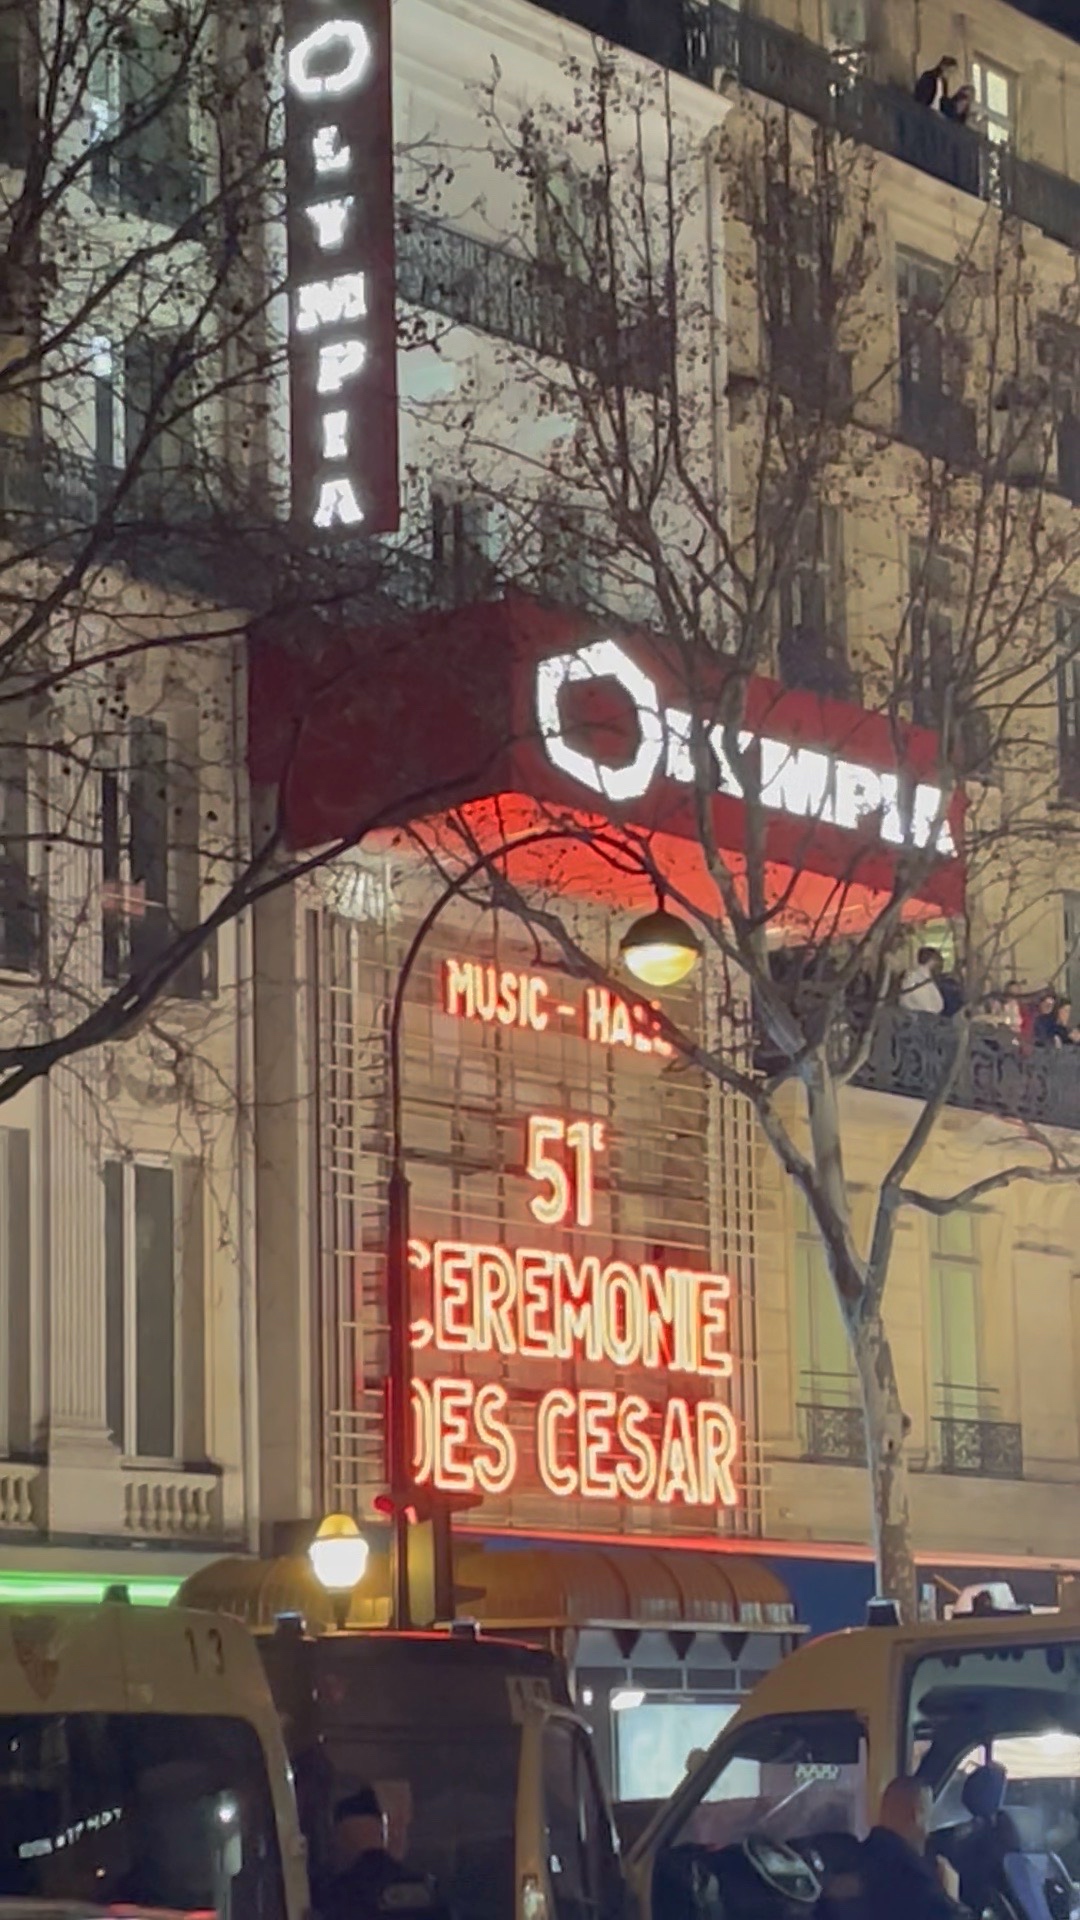 OLYMPIA
OLYMPIA
MUSIC - HALL
51E
CEREMONIE
DES CESAR
13